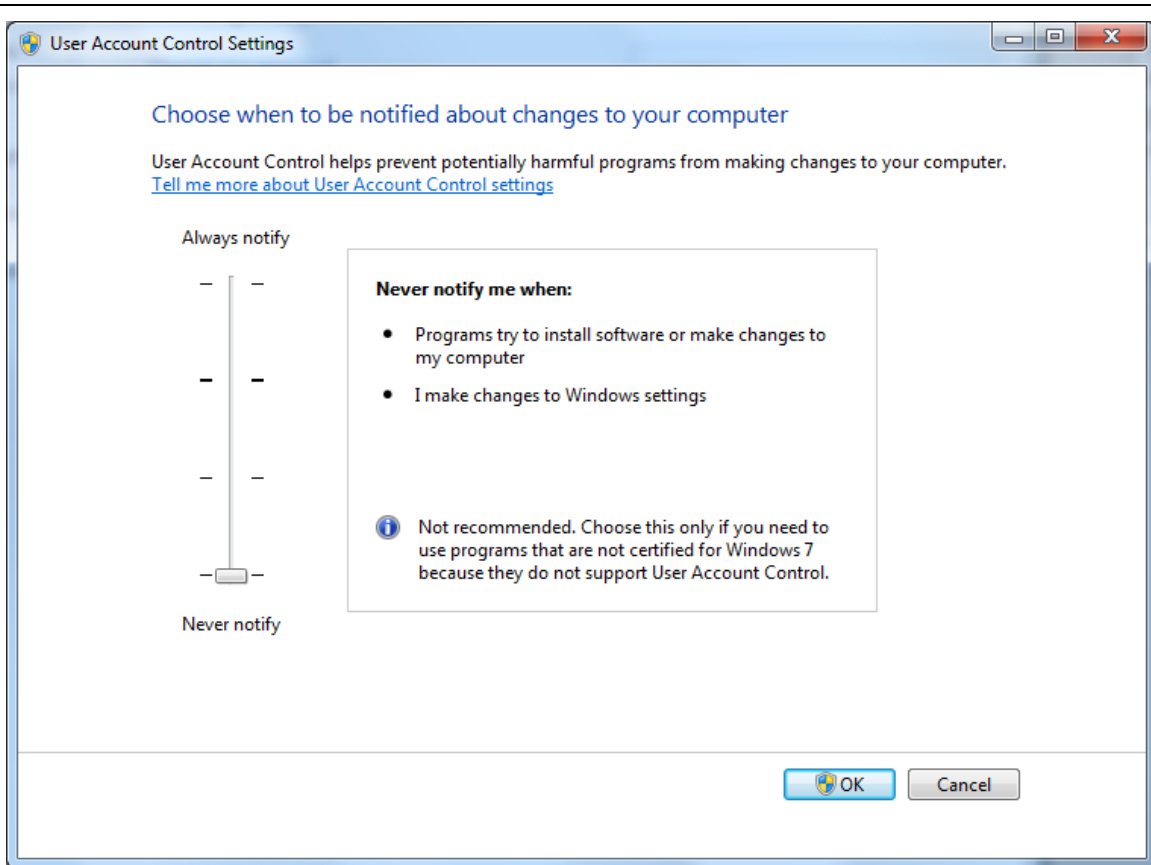 User Account Control Settings
Choose when to be notified about changes to your computer
User Account Control helps prevent potentially harmful programs from making changes to your computer.
Tell me more about User Account Control settings
Always notify
Never notify me when:
• Programs try to install software or make changes to
my computer
• I make changes to Windows settings
Not recommended. Choose this only if you need to
use programs that are not certified for Windows 7
because they do not support User Account Control.
Never notify
OK
Cancel